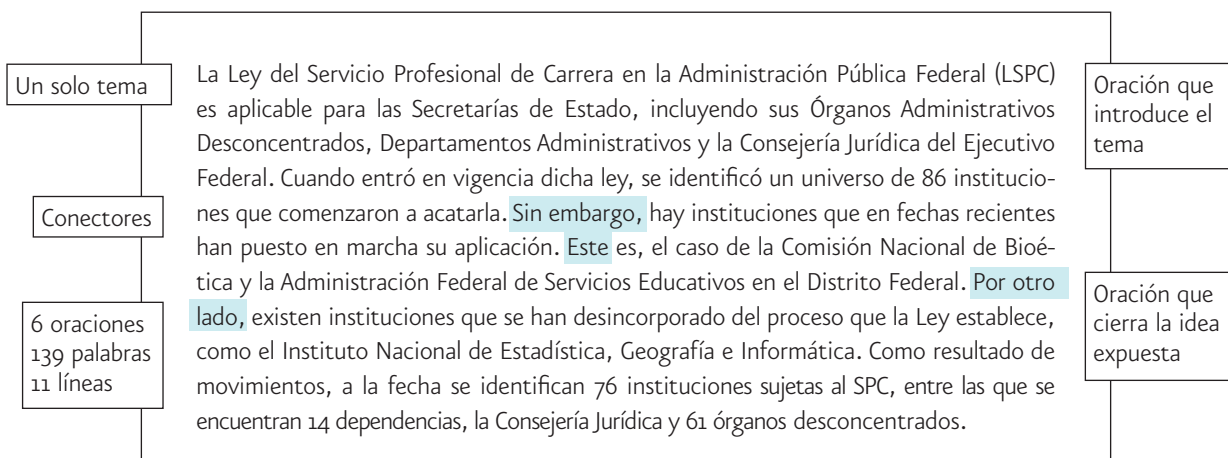 Un solo tema
Conectores
6 oraciones
139 palabras
11 líneas
La Ley del Servicio Profesional de Carrera en la Administración Pública Federal (LSPC)
es aplicable para las Secretarías de Estado, incluyendo sus Órganos Administrativos
Desconcentrados, Departamentos Administrativos y la Consejería Jurídica del Ejecutivo
Federal. Cuando entró en vigencia dicha ley, se identificó un universo de 86 institucio-
nes que comenzaron a acatarla. Sin embargo, hay instituciones que en fechas recientes
han puesto en marcha su aplicación. Este es, el caso de la Comisión Nacional de Bioé-
tica y la Administración Federal de Servicios Educativos en el Distrito Federal. Por otro
lado, existen instituciones que se han desincorporado del proceso que la Ley establece,
como el Instituto Nacional de Estadística, Geografía e Informática. Como resultado de
movimientos, a la fecha se identifican 76 instituciones sujetas al SPC, entre las que se
encuentran 14 dependencias, la Consejería Jurídica y 61 órganos desconcentrados.
Oración que
introduce el
tema
Oración que
cierra la idea
expuesta